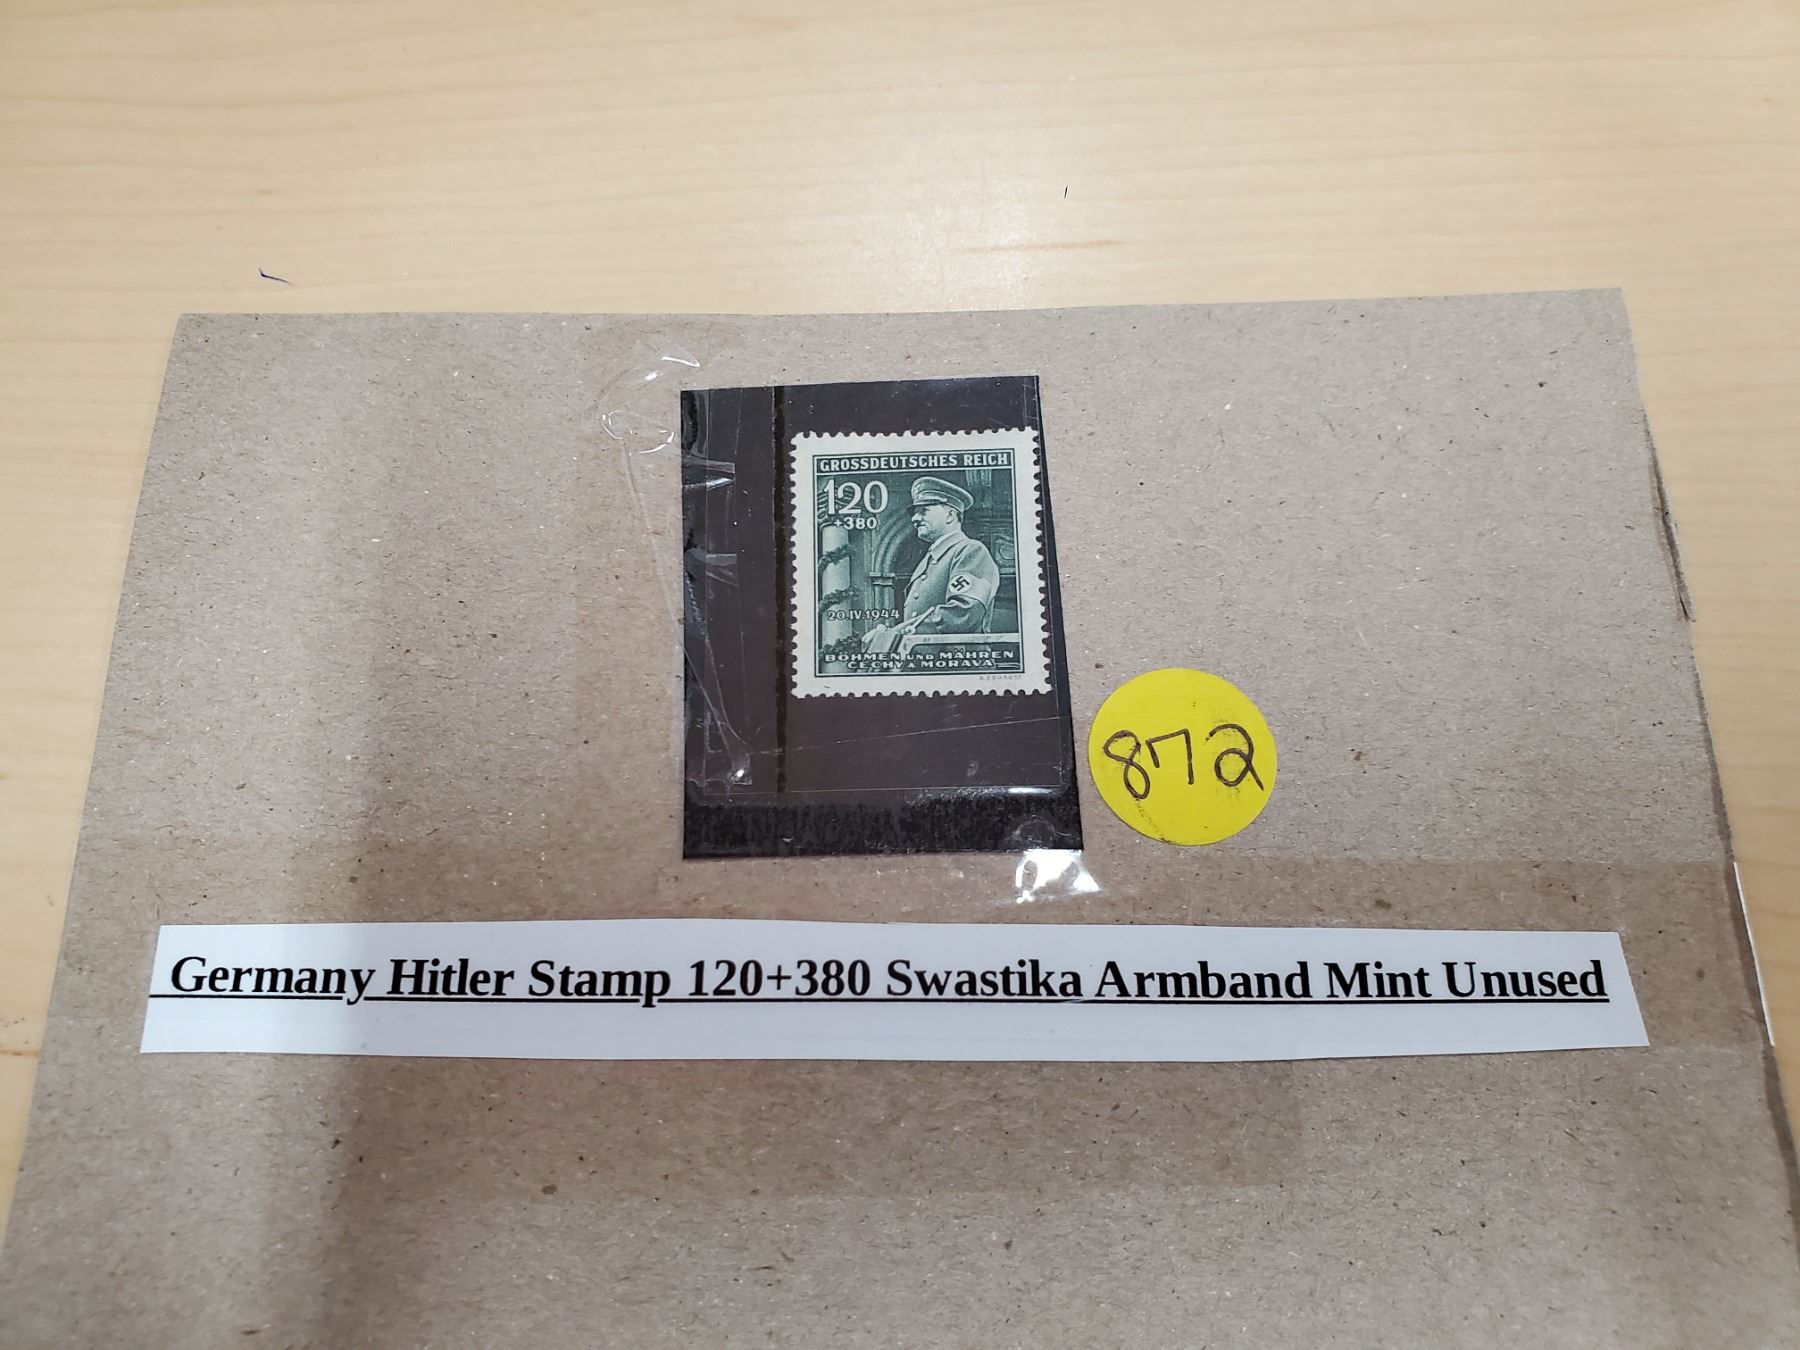 GROSSDEUTSCHES REICH
120
+380
20.IV.1944
BÖHMEN UND MÄHREN
ČECHY A MORAVA
872
Germany Hitler Stamp 120+380 Swastika Armband Mint Unused